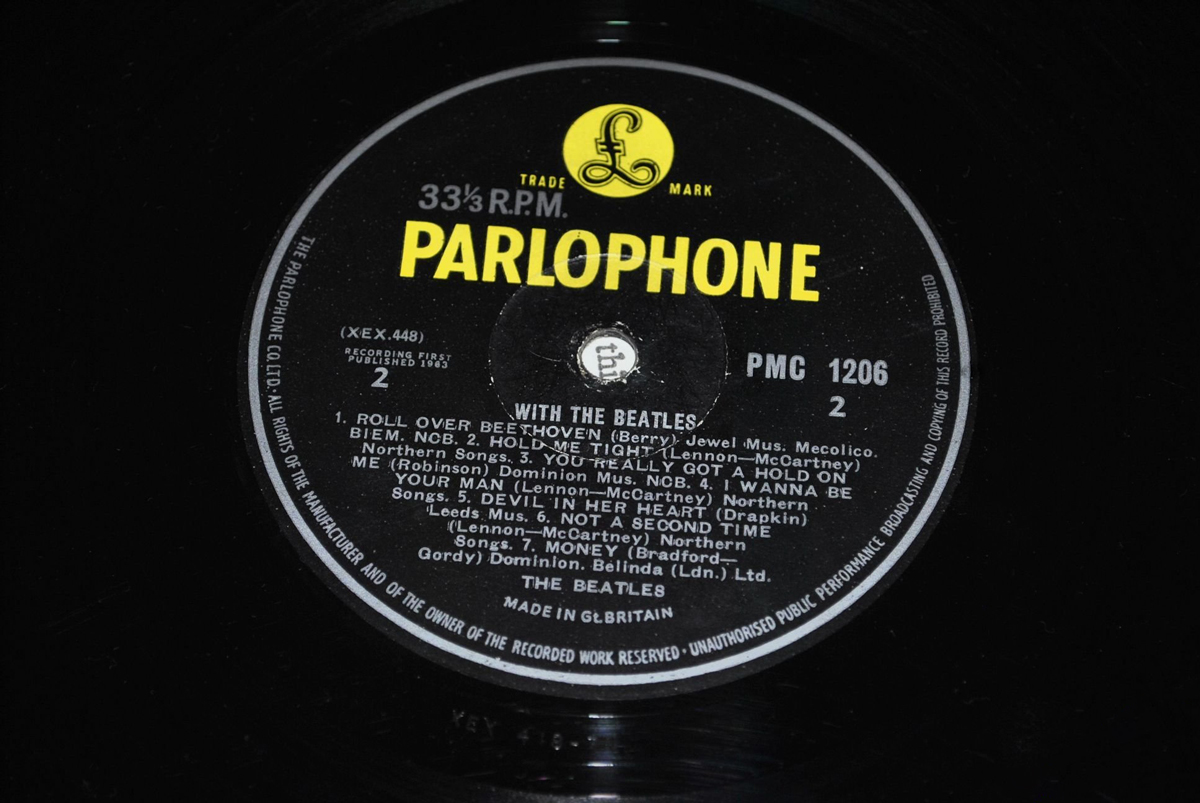 £
TRADE MARK
33⅓ R.P.M.
PARLOPHONE
(XEX.448)
RECORDING FIRST
PUBLISHED 1963
2
PMC 1206
2
WITH THE BEATLES
1. ROLL OVER BEETHOVEN (Berry) Jewel Mus. Mecolico.
BIEM. NCB. 2. HOLD ME TIGHT (Lennon—McCartney)
Northern Songs. 3. YOU REALLY GOT A HOLD ON
ME (Robinson) Dominion Mus. NCB. 4. I WANNA BE
YOUR MAN (Lennon—McCartney) Northern
Songs. 5. DEVIL IN HER HEART (Drapkin)
Leeds Mus. 6. NOT A SECOND TIME
(Lennon—McCartney) Northern
Songs. 7. MONEY (Bradford—
Gordy) Dominion. Belinda (Ldn.) Ltd.
THE BEATLES
MADE IN Gt.BRITAIN
THE PARLOPHONE CO.LTD·ALL RIGHTS OF THE MANUFACTURER AND OF THE OWNER OF THE RECORDED WORK RESERVED·UNAUTHORISED PUBLIC PERFORMANCE BROADCASTING AND COPYING OF THIS RECORD PROHIBITED
thi